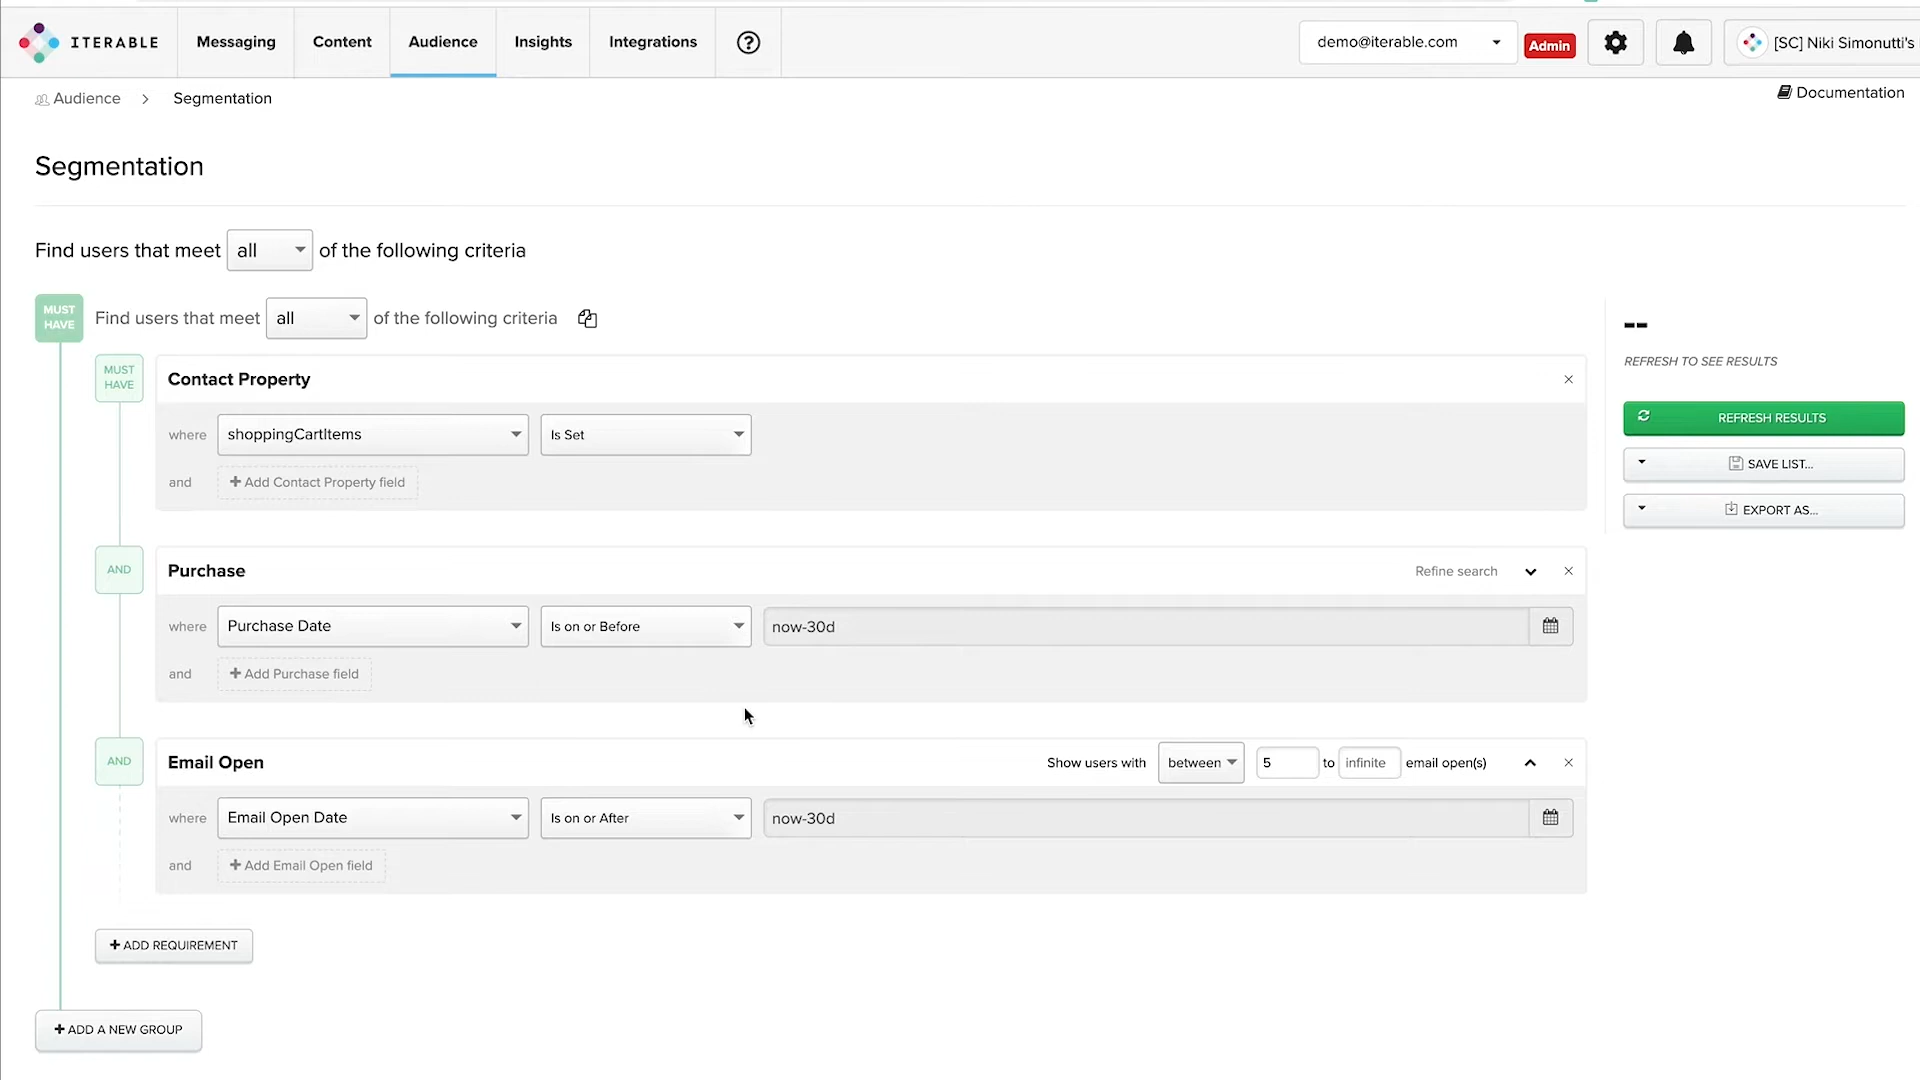 ITERABLE Messaging Content Audience Insights Integrations ? demo@iterable.com Admin [SC] Niki Simonutti's
Audience > Segmentation Documentation
Segmentation
Find users that meet all of the following criteria
MUST HAVE Find users that meet all of the following criteria
--
REFRESH TO SEE RESULTS
MUST HAVE Contact Property ×
REFRESH RESULTS
where shoppingCartItems Is Set
SAVE LIST...
and + Add Contact Property field
EXPORT AS...
AND Purchase Refine search ×
where Purchase Date Is on or Before now-30d
and + Add Purchase field
AND Email Open Show users with between 5 to infinite email open(s) ×
where Email Open Date Is on or After now-30d
and + Add Email Open field
+ ADD REQUIREMENT
+ ADD A NEW GROUP